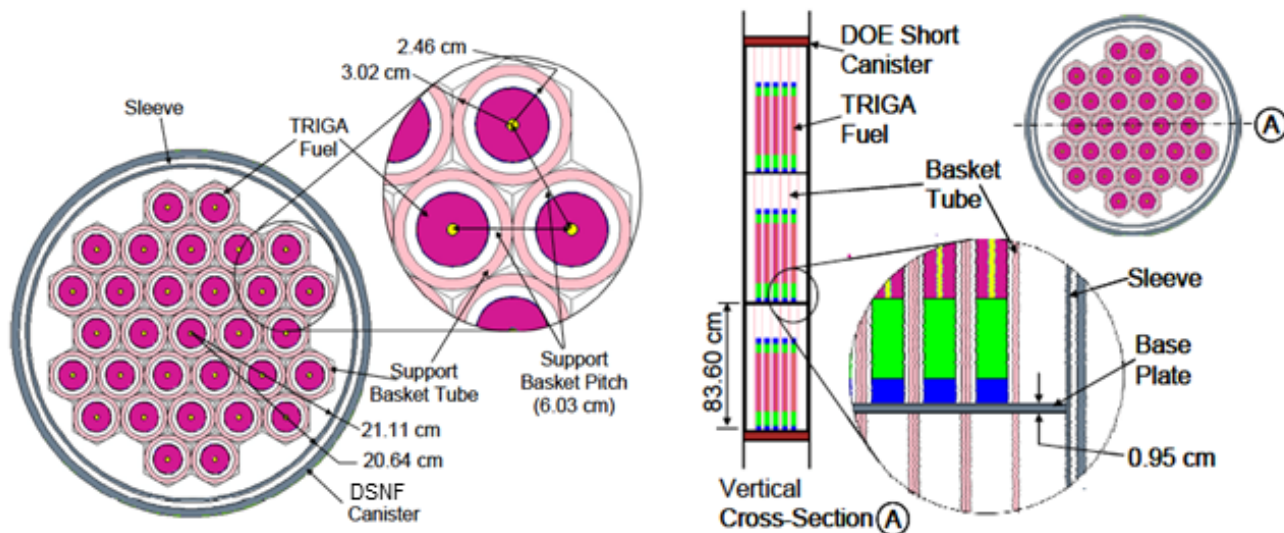 2.46 cm
3.02 cm
Sleeve
TRIGA
Fuel
Support
Basket Tube
Support
Basket Pitch
(6.03 cm)
21.11 cm
20.64 cm
DSNF
Canister
DOE Short
Canister
TRIGA
Fuel
A
Basket
Tube
Sleeve
Base
Plate
83.60 cm
0.95 cm
Vertical
Cross-Section A